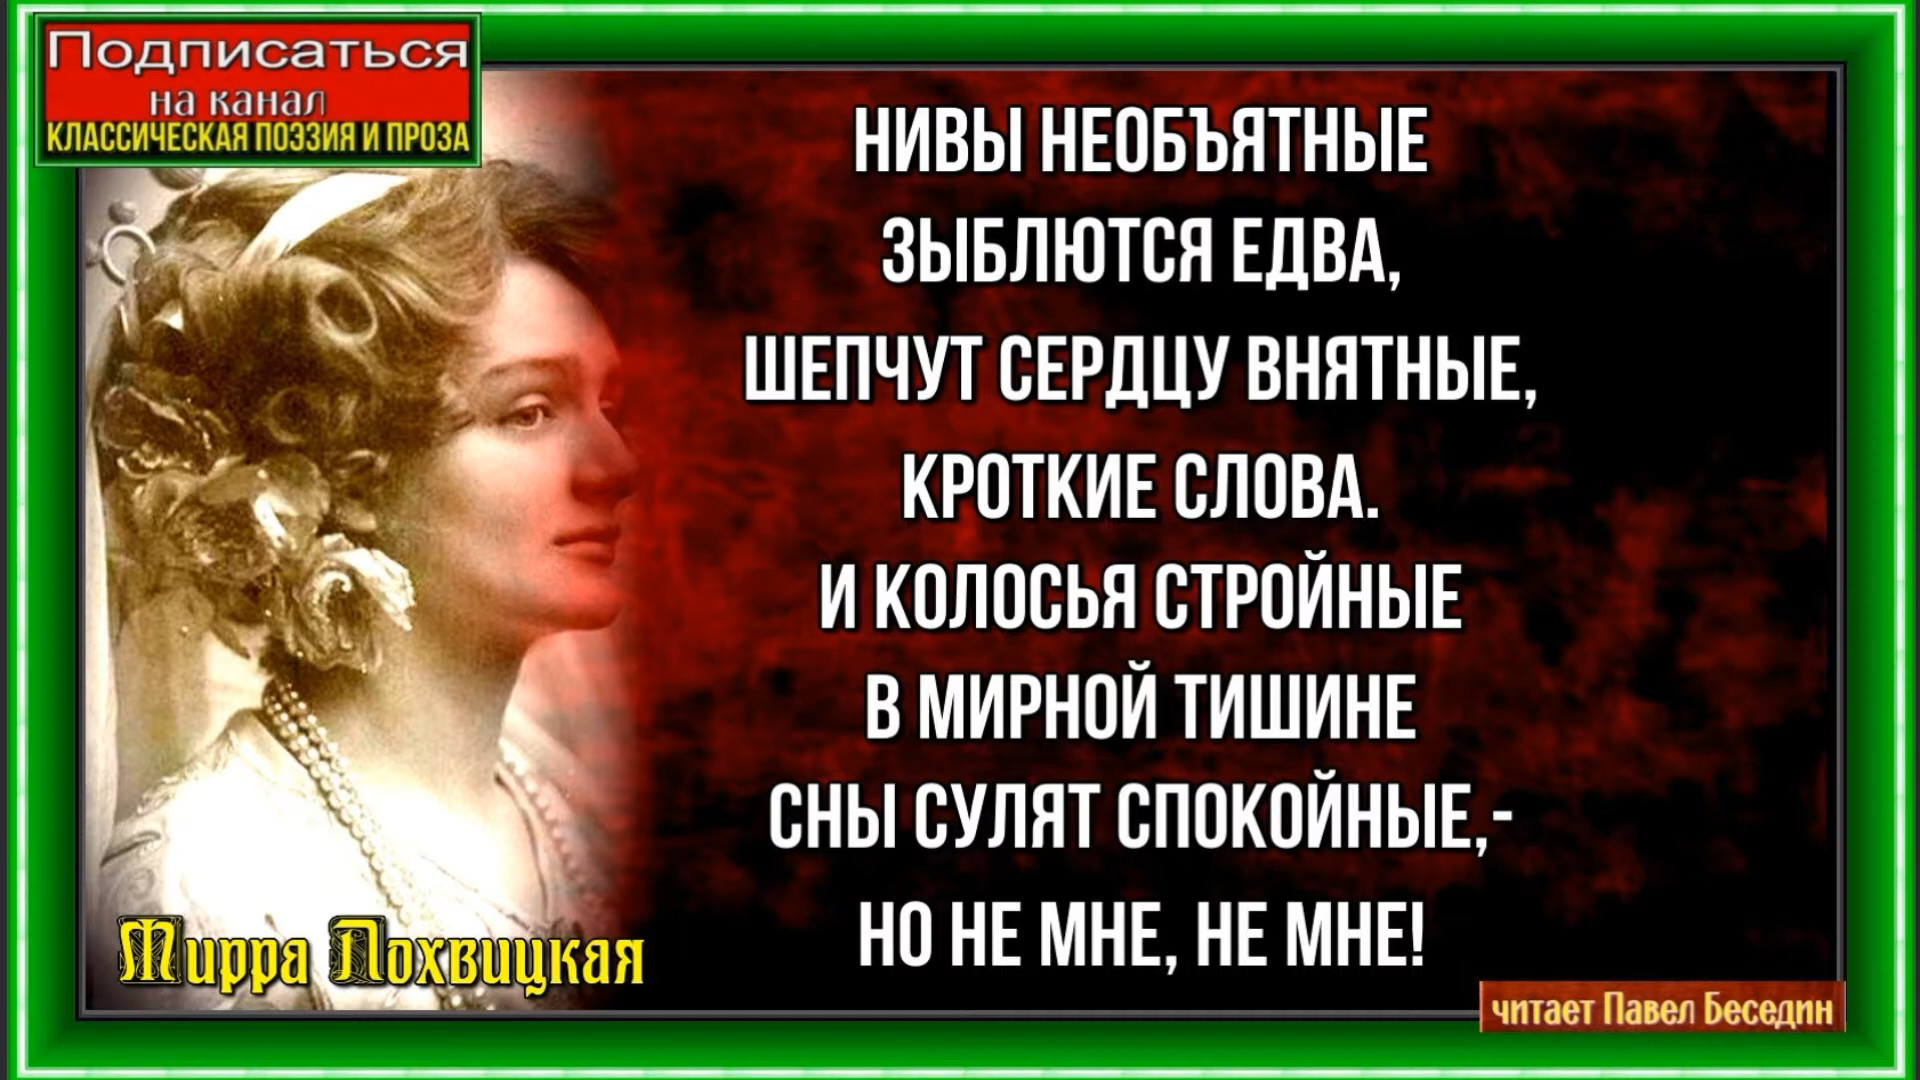 Подписаться
на канал
КЛАССИЧЕСКАЯ ПОЭЗИЯ И ПРОЗА
НИВЫ НЕОБЪЯТНЫЕ
ЗЫБЛЮТСЯ ЕДВА,
ШЕПЧУТ СЕРДЦУ ВНЯТНЫЕ,
КРОТКИЕ СЛОВА.
И КОЛОСЬЯ СТРОЙНЫЕ
В МИРНОЙ ТИШИНЕ
СНЫ СУЛЯТ СПОКОЙНЫЕ,-
НО НЕ МНЕ, НЕ МНЕ!
Мирра Лохвицкая
читает Павел Беседин